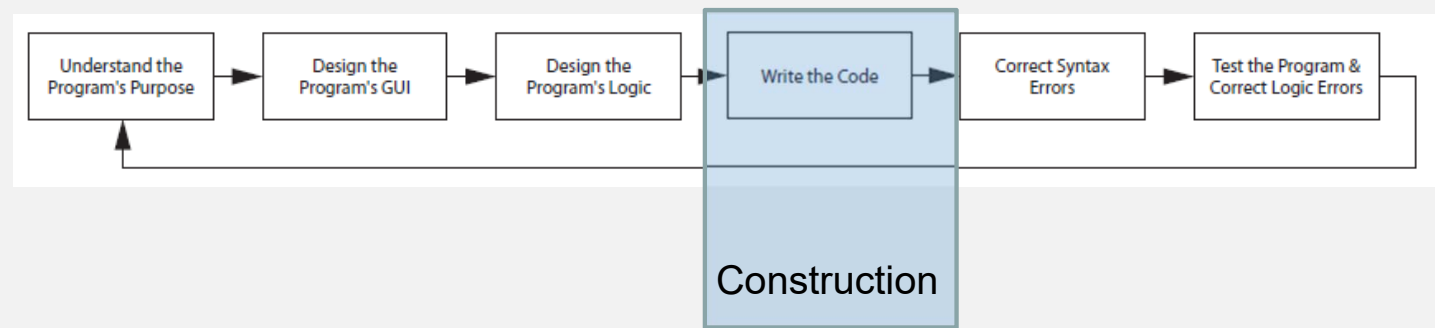 Understand the
Program's Purpose
Design the
Program's GUI
Design the
Program's Logic
Write the Code
Correct Syntax
Errors
Test the Program &
Correct Logic Errors
Construction